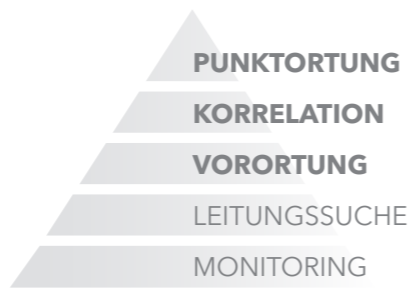 PUNKTORTUNG
KORRELATION
VORORTUNG
LEITUNGSSUCHE
MONITORING